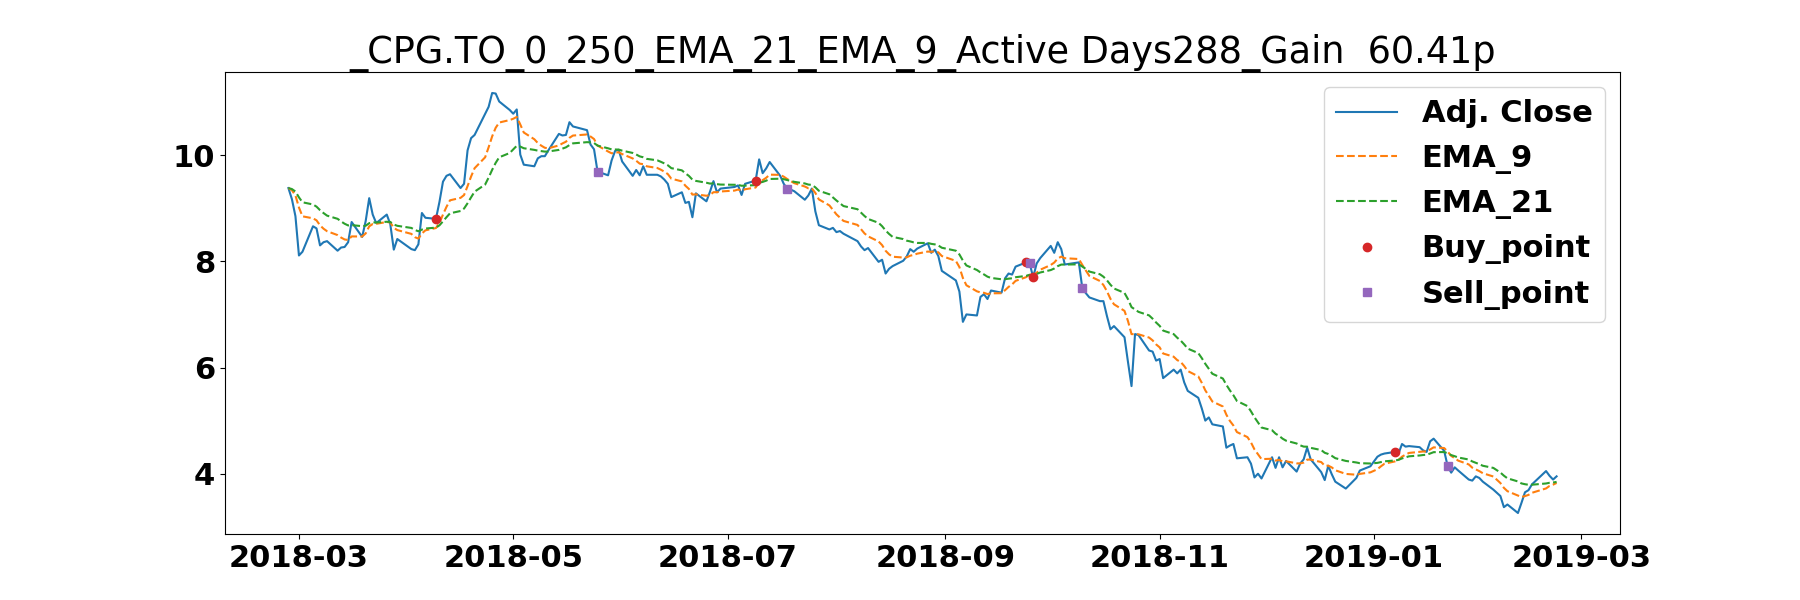 _CPG.TO_0_250_EMA_21_EMA_9_Active Days288_Gain  60.41p
Adj. Close
EMA_9
EMA_21
Buy_point
Sell_point
10
8
6
4
2018-03 2018-05 2018-07 2018-09 2018-11 2019-01 2019-03